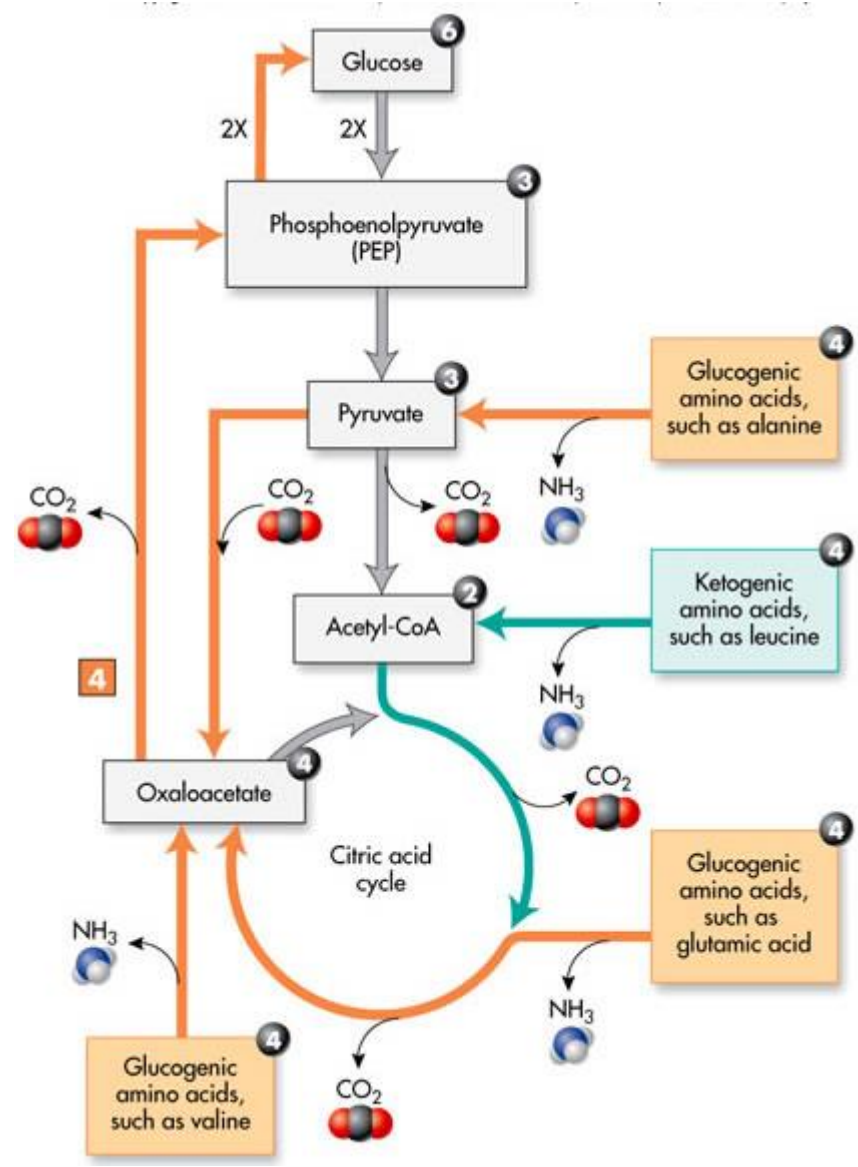 6
Glucose
2X
2X
3
Phosphoenolpyruvate
(PEP)
4
Glucogenic
amino acids,
such as alanine
3
Pyruvate
NH3
CO2
CO2
CO2
4
Ketogenic
amino acids,
such as leucine
2
Acetyl-CoA
NH3
4
4
Oxaloacetate
CO2
Citric acid
cycle
4
Glucogenic
amino acids,
such as
glutamic acid
NH3
NH3
4
Glucogenic
amino acids,
such as valine
CO2